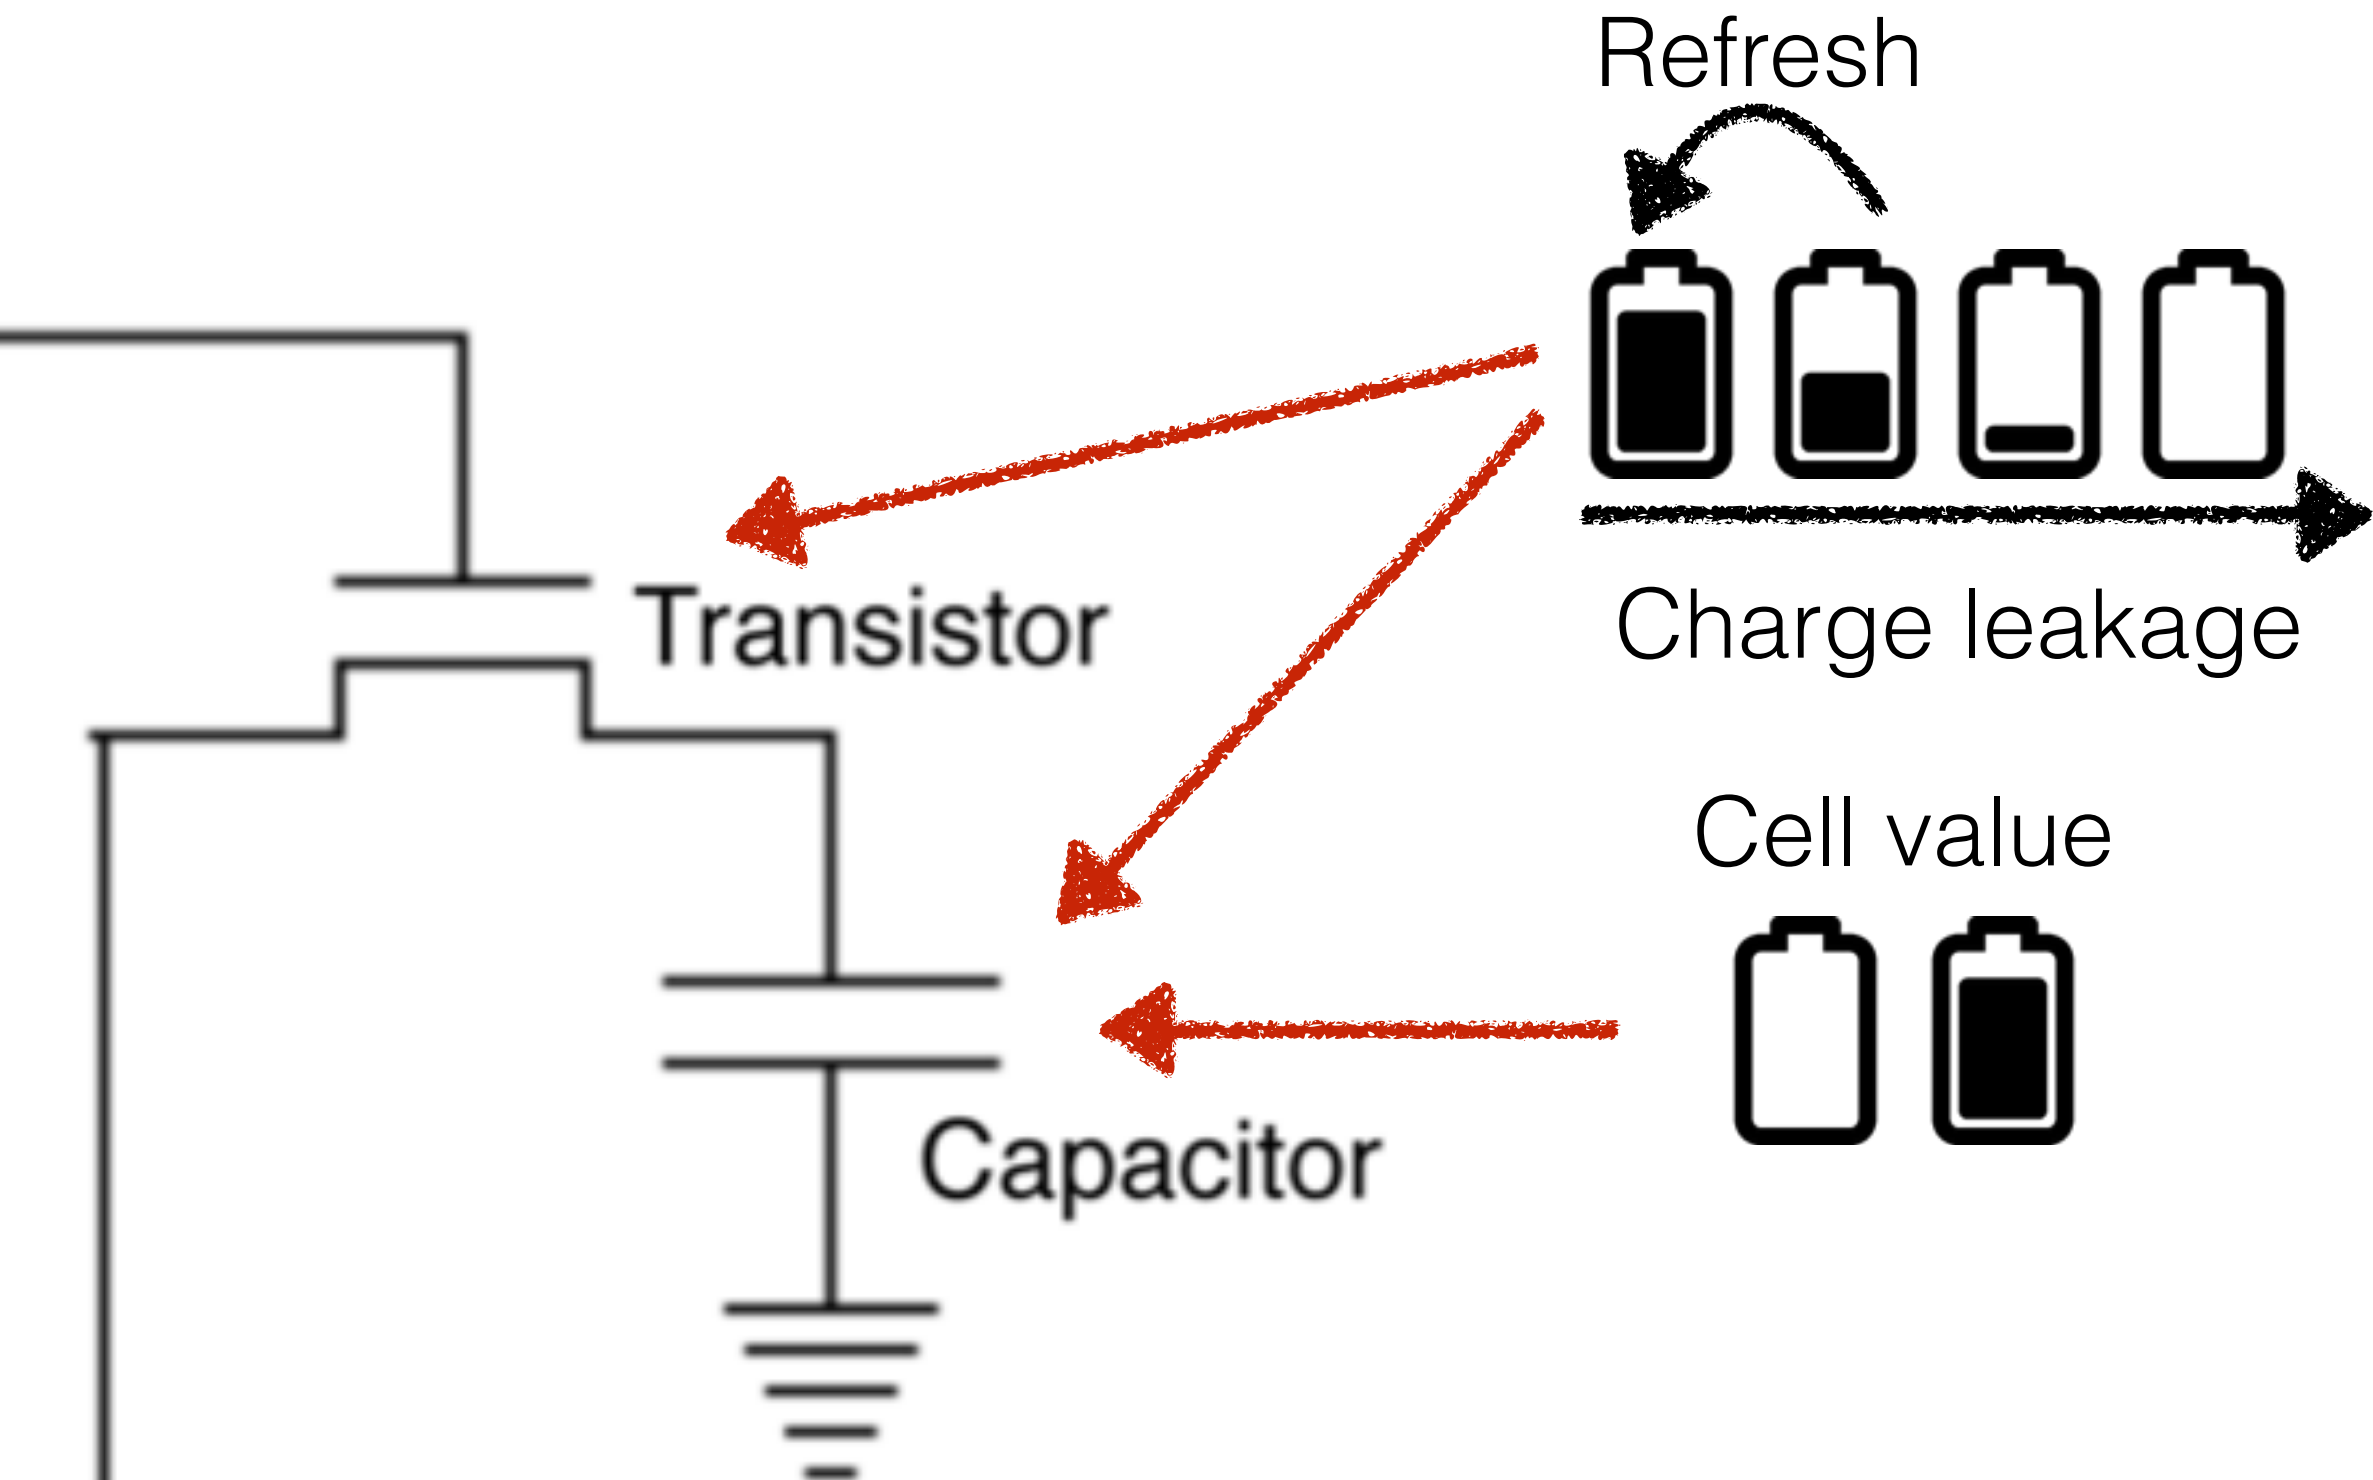 Refresh
Transistor
Charge leakage
Cell value
Capacitor